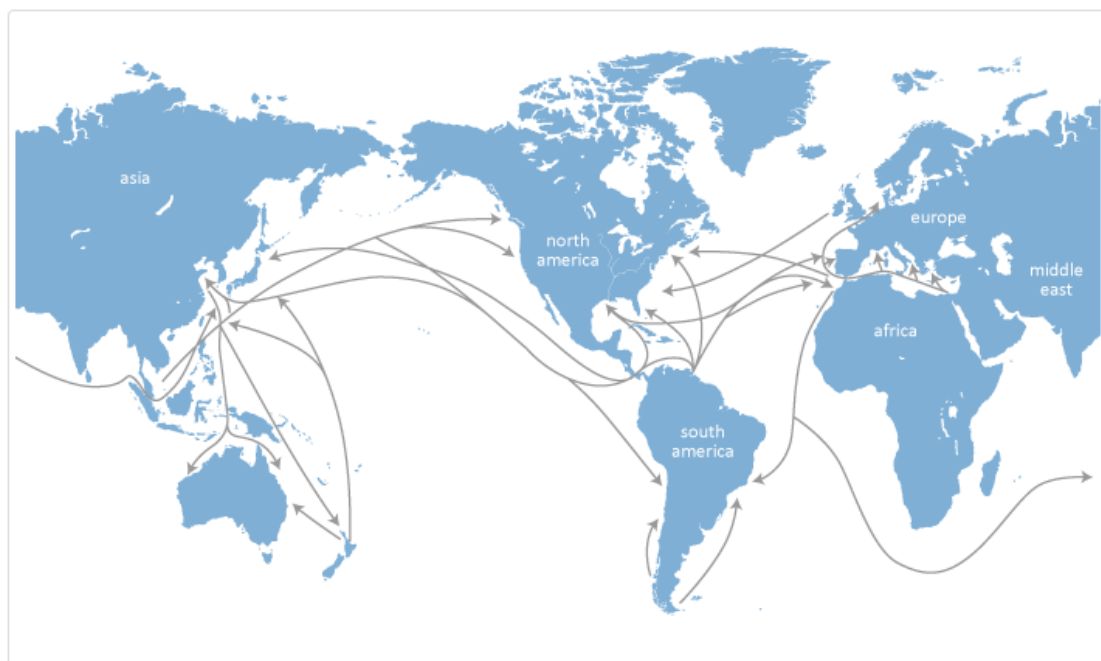 asia
north
america
europe
middle
east
africa
south
america